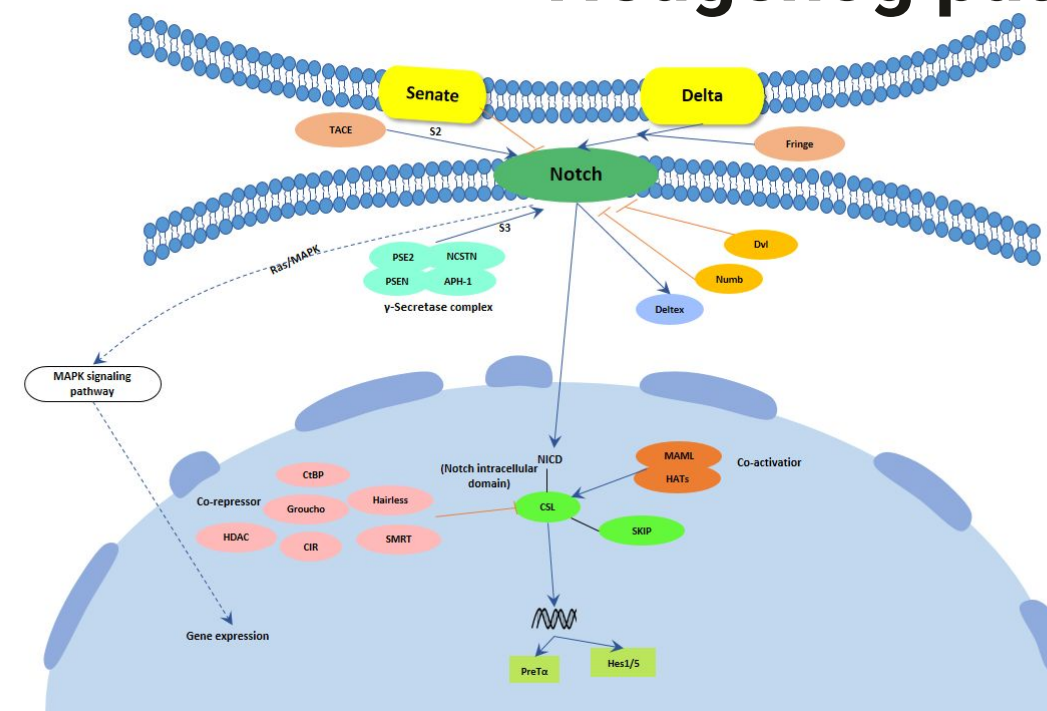 Senate
Delta
TACE
S2
Fringe
Notch
S3
Ras/MAPK
PSE2
NCSTN
PSEN
APH-1
γ-Secretase complex
Dvl
Numb
Deltex
MAPK signaling
pathway
NICD
(Notch intracellular
domain)
MAML
HATs
Co-activatior
CtBP
Co-repressor
Groucho
Hairless
HDAC
CIR
SMRT
CSL
SKIP
Gene expression
PreTα
Hes1/5